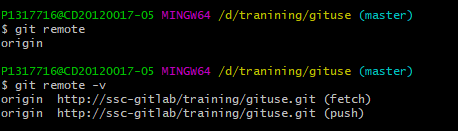 P1317716@CD20120017-05 MINGW64 /d/tranining/gituse (master)
$ git remote
origin
P1317716@CD20120017-05 MINGW64 /d/tranining/gituse (master)
$ git remote -v
origin  http://ssc-gitlab/training/gituse.git (fetch)
origin  http://ssc-gitlab/training/gituse.git (push)